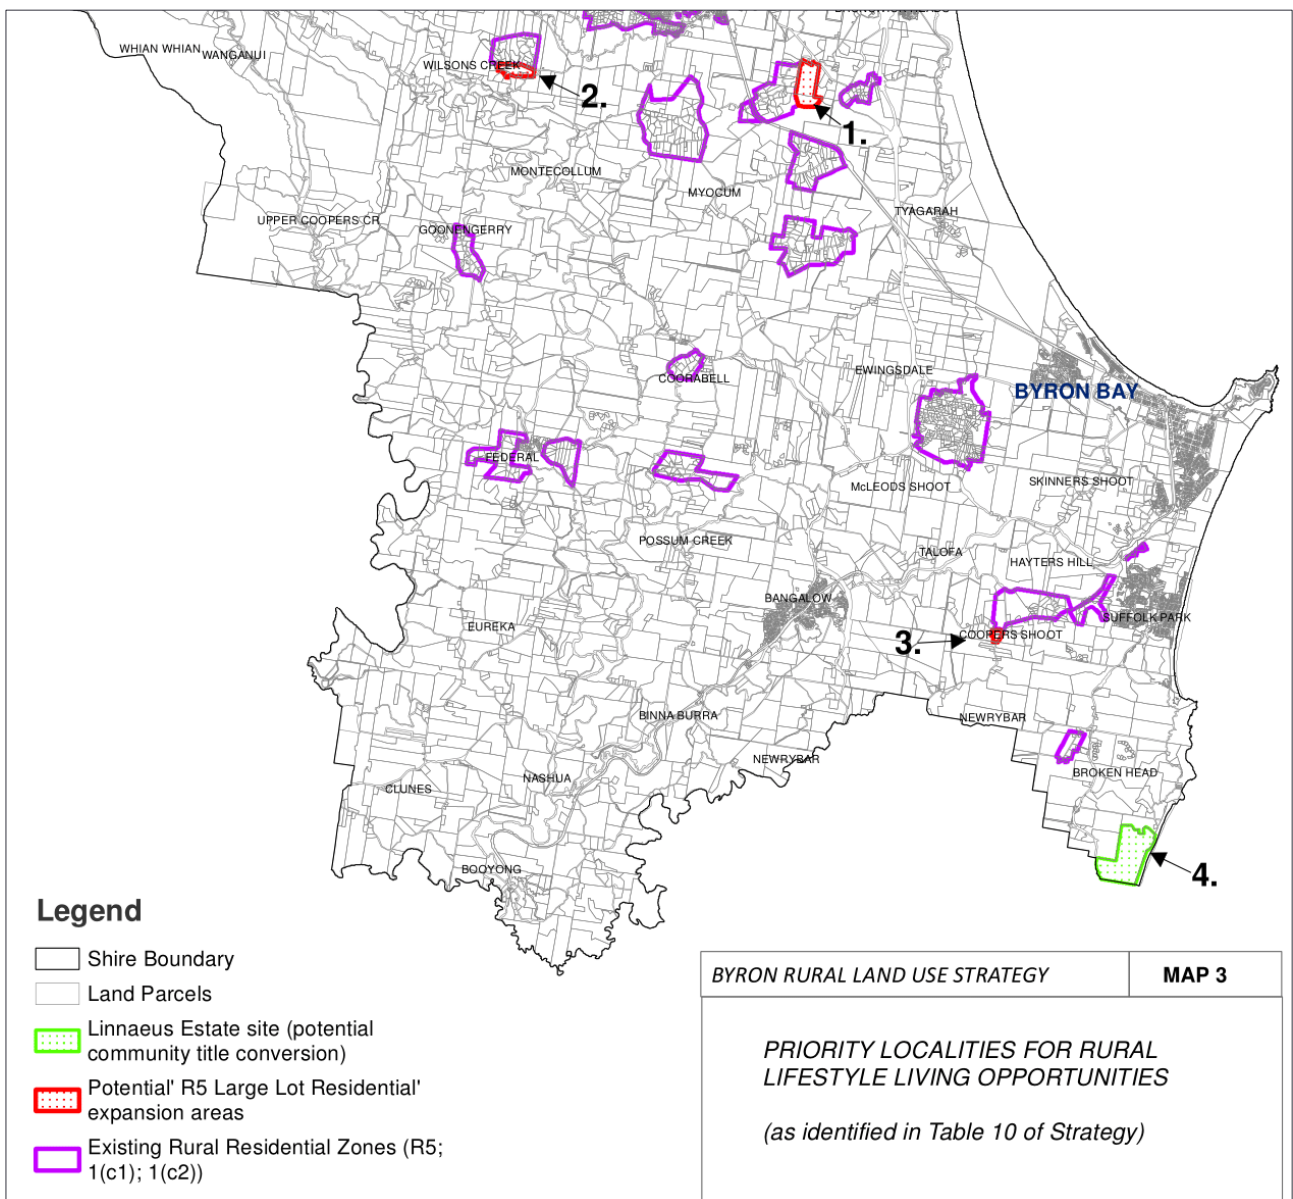 WHIAN WHIAN
WANGANUI
WILSONS CREEK
2.
1.
MONTECOLLUM
MYOCUM
TYAGARAH
UPPER COOPERS CR
GOONENGERRY
COORABELL
EWINGSDALE
BYRON BAY
FEDERAL
McLEODS SHOOT
SKINNERS SHOOT
POSSUM CREEK
TALOFA
HAYTERS HILL
BANGALOW
SUFFOLK PARK
EUREKA
3.
COOPERS SHOOT
BINNA BURRA
NEWRYBAR
NEWRYBAR
BROKEN HEAD
NASHUA
CLUNES
BOOYONG
4.
Legend
Shire Boundary
Land Parcels
Linnaeus Estate site (potential
community title conversion)
Potential' R5 Large Lot Residential'
expansion areas
Existing Rural Residential Zones (R5;
1(c1); 1(c2))
BYRON RURAL LAND USE STRATEGY
MAP 3
PRIORITY LOCALITIES FOR RURAL
LIFESTYLE LIVING OPPORTUNITIES
(as identified in Table 10 of Strategy)